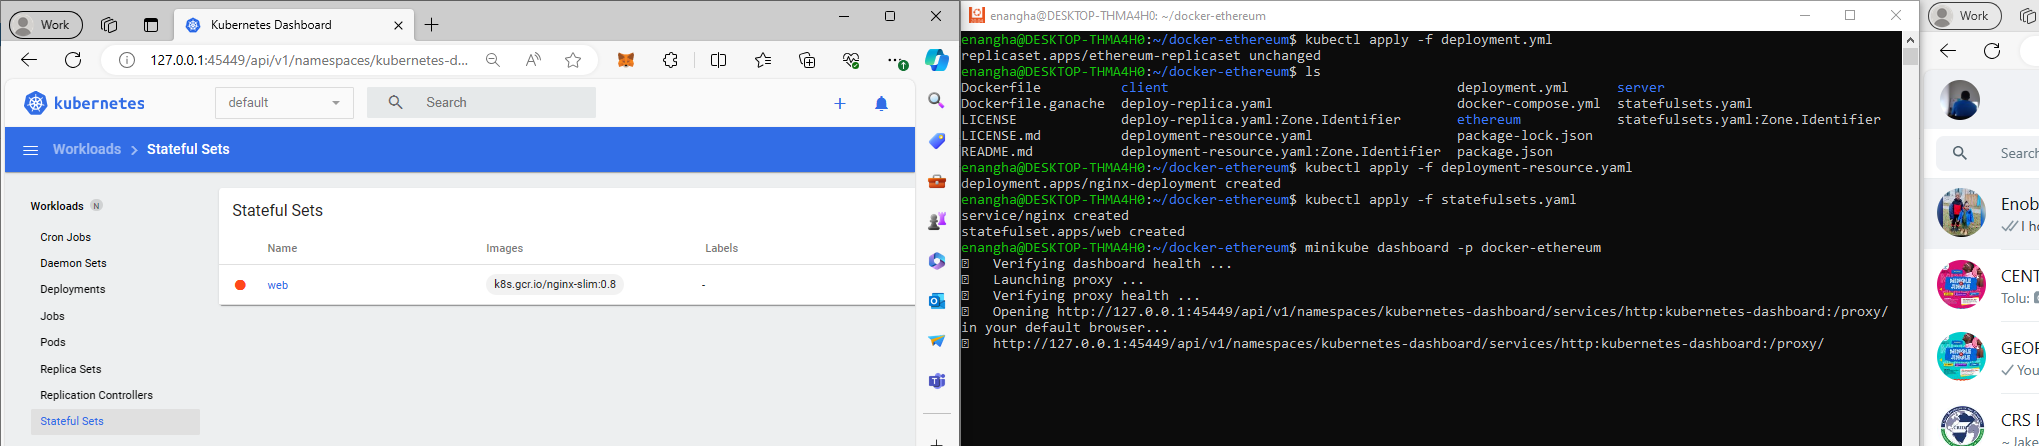 Work
Kubernetes Dashboard
127.0.0.1:45449/api/v1/namespaces/kubernetes-d...
kubernetes
default
Search
Workloads > Stateful Sets
Workloads N
Cron Jobs
Daemon Sets
Deployments
Jobs
Pods
Replica Sets
Replication Controllers
Stateful Sets
Stateful Sets
Name Images Labels
web k8s.gcr.io/nginx-slim:0.8 -
enangha@DESKTOP-THMA4H0: ~/docker-ethereum
enangha@DESKTOP-THMA4H0:~/docker-ethereum$ kubectl apply -f deployment.yml
replicaset.apps/ethereum-replicaset unchanged
enangha@DESKTOP-THMA4H0:~/docker-ethereum$ ls
Dockerfile client deployment.yml server
Dockerfile.ganache deploy-replica.yaml docker-compose.yml statefulsets.yaml
LICENSE deploy-replica.yaml:Zone.Identifier ethereum statefulsets.yaml:Zone.Identifier
LICENSE.md deployment-resource.yaml package-lock.json
README.md deployment-resource.yaml:Zone.Identifier package.json
enangha@DESKTOP-THMA4H0:~/docker-ethereum$ kubectl apply -f deployment-resource.yaml
deployment.apps/nginx-deployment created
enangha@DESKTOP-THMA4H0:~/docker-ethereum$ kubectl apply -f statefulsets.yaml
service/nginx created
statefulset.apps/web created
enangha@DESKTOP-THMA4H0:~/docker-ethereum$ minikube dashboard -p docker-ethereum
Verifying dashboard health ...
Launching proxy ...
Verifying proxy health ...
Opening http://127.0.0.1:45449/api/v1/namespaces/kubernetes-dashboard/services/http:kubernetes-dashboard:/proxy/
in your default browser...
http://127.0.0.1:45449/api/v1/namespaces/kubernetes-dashboard/services/http:kubernetes-dashboard:/proxy/
Work
Search
Enob
I ho
CENT
Tolu:
GEOF
You
CRS
~ Jake